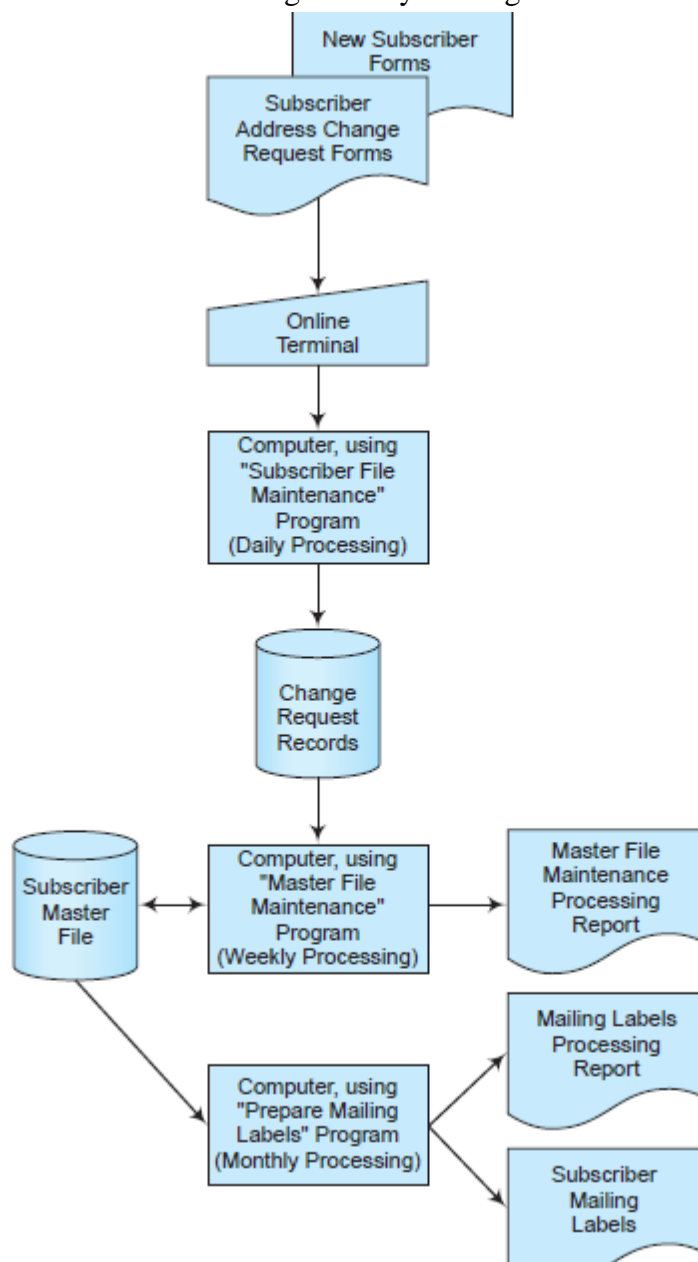 New Subscriber
Forms
Subscriber
Address Change
Request Forms
Online
Terminal
Computer, using
"Subscriber File
Maintenance"
Program
(Daily Processing)
Change
Request
Records
Subscriber
Master
File
Computer, using
"Master File
Maintenance"
Program
(Weekly Processing)
Master File
Maintenance
Processing
Report
Computer, using
"Prepare Mailing
Labels" Program
(Monthly Processing)
Mailing Labels
Processing
Report
Subscriber
Mailing
Labels